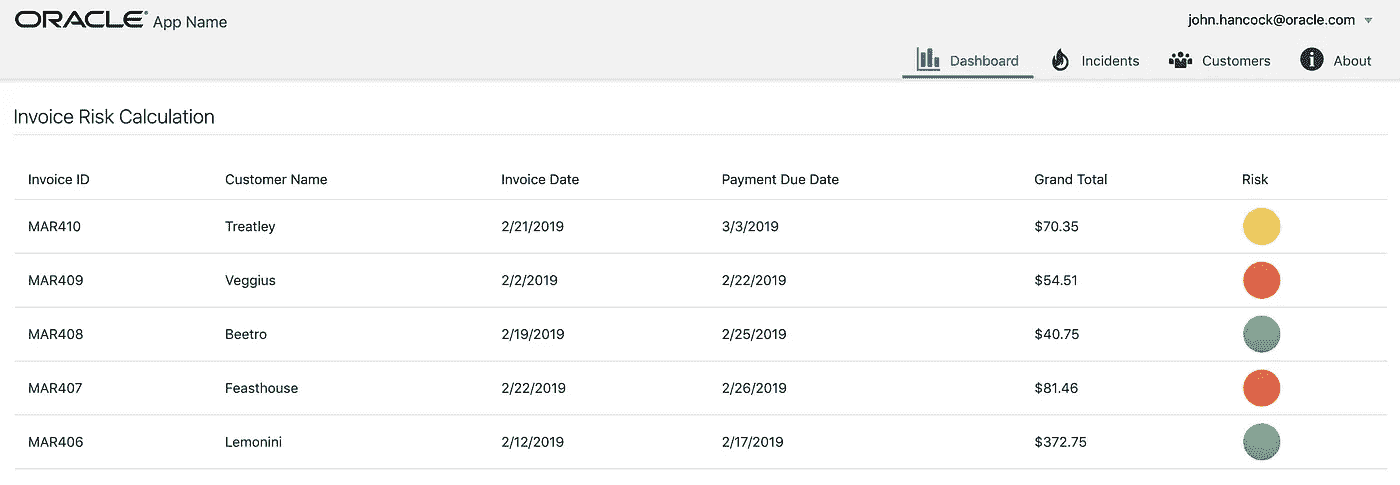 ORACLE App Name
john.hancock@oracle.com
Dashboard Incidents Customers About
Invoice Risk Calculation
Invoice ID Customer Name Invoice Date Payment Due Date Grand Total Risk
MAR410 Treatley 2/21/2019 3/3/2019 $70.35
MAR409 Veggius 2/2/2019 2/22/2019 $54.51
MAR408 Beetro 2/19/2019 2/25/2019 $40.75
MAR407 Feasthouse 2/22/2019 2/26/2019 $81.46
MAR406 Lemonini 2/12/2019 2/17/2019 $372.75